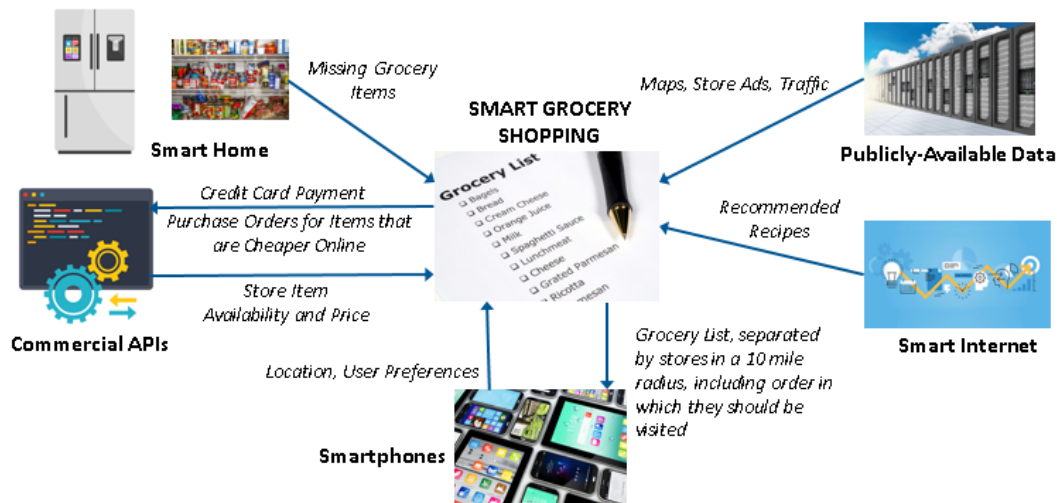 Missing Grocery
Items
SMART GROCERY
SHOPPING
Maps, Store Ads, Traffic
Smart Home
Publicly-Available Data
Grocery List
Bagels
Bread
Cream Cheese
Orange Juice
Milk
Spaghetti Sauce
Lunchmeat
Cheese
Grated Parmesan
Ricotta
Credit Card Payment
Purchase Orders for Items that
are Cheaper Online
Store Item
Availability and Price
Commercial APIs
Recommended
Recipes
Smart Internet
Location, User Preferences
Grocery List, separated
by stores in a 10 mile
radius, including order in
which they should be
visited
Smartphones